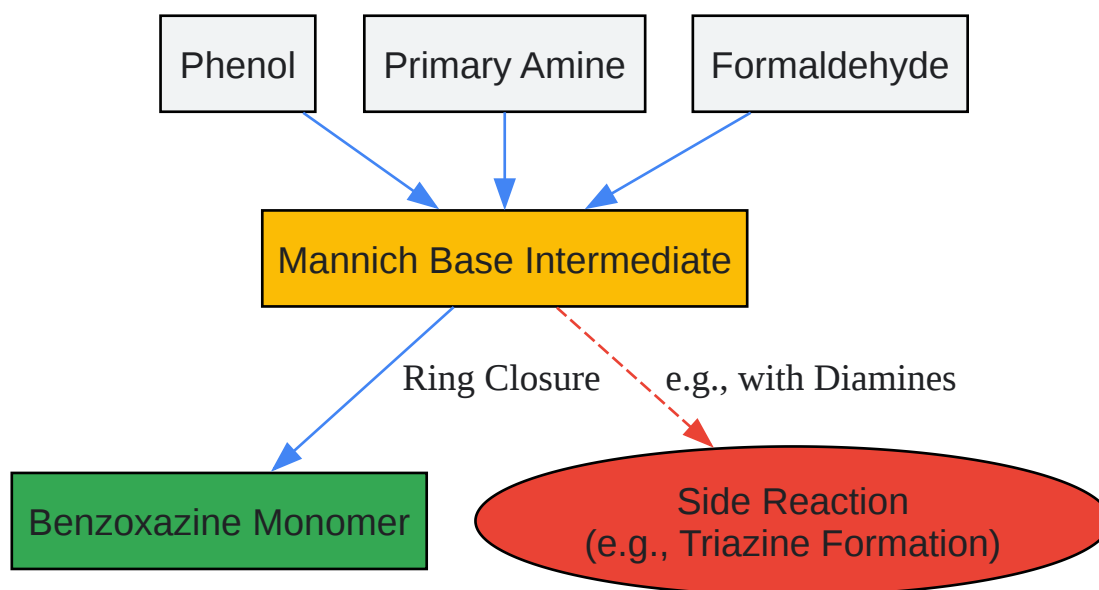 Phenol
Primary Amine
Formaldehyde
Mannich Base Intermediate
Ring Closure
e.g., with Diamines
Benzoxazine Monomer
Side Reaction
(e.g., Triazine Formation)